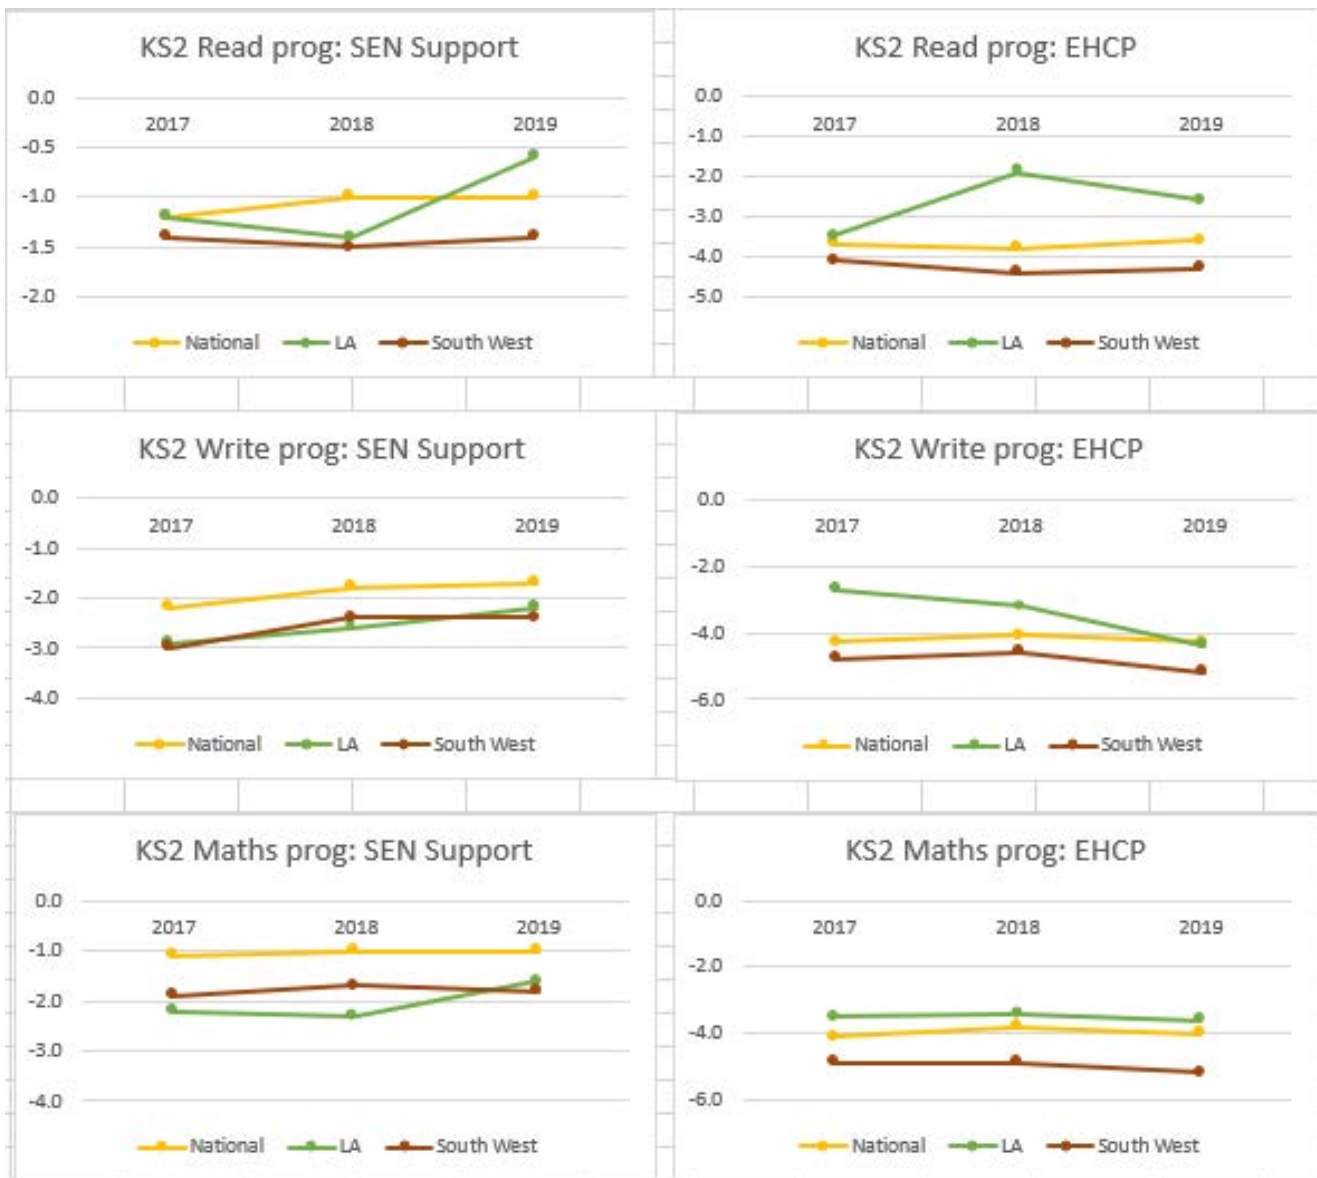 KS2 Read prog: SEN Support
0.0
2017 2018 2019
-0.5
-1.0
-1.5
-2.0
National LA South West
KS2 Read prog: EHCP
0.0
2017 2018 2019
-1.0
-2.0
-3.0
-4.0
-5.0
National LA South West
KS2 Write prog: SEN Support
0.0
2017 2018 2019
-1.0
-2.0
-3.0
-4.0
National LA South West
KS2 Write prog: EHCP
0.0
2017 2018 2019
-2.0
-4.0
-6.0
National LA South West
KS2 Maths prog: SEN Support
0.0
2017 2018 2019
-1.0
-2.0
-3.0
-4.0
National LA South West
KS2 Maths prog: EHCP
0.0
2017 2018 2019
-2.0
-4.0
-6.0
National LA South West